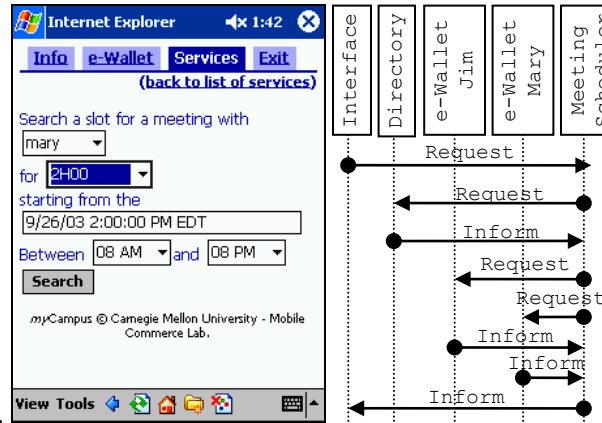 Internet Explorer 1:42
Info e-Wallet Services Exit
(back to list of services)
Search a slot for a meeting with
mary
for 2H00
starting from the
9/26/03 2:00:00 PM EDT
Between 08 AM and 08 PM
Search
myCampus © Carnegie Mellon University - Mobile
Commerce Lab.
View Tools
Interface
Directory
e-Wallet
Jim
e-Wallet
Mary
Meeting
Scheduler
Request
Request
Inform
Request
Request
Inform
Inform
Inform